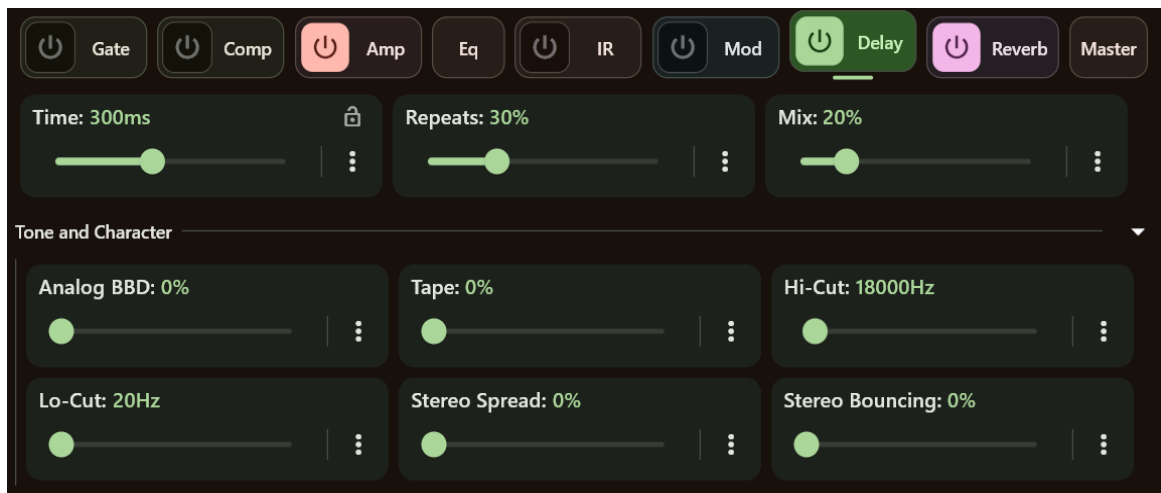 Gate Comp Amp Eq IR Mod Delay Reverb Master
Time: 300ms Repeats: 30% Mix: 20%
Tone and Character
Analog BBD: 0% Tape: 0% Hi-Cut: 18000Hz
Lo-Cut: 20Hz Stereo Spread: 0% Stereo Bouncing: 0%